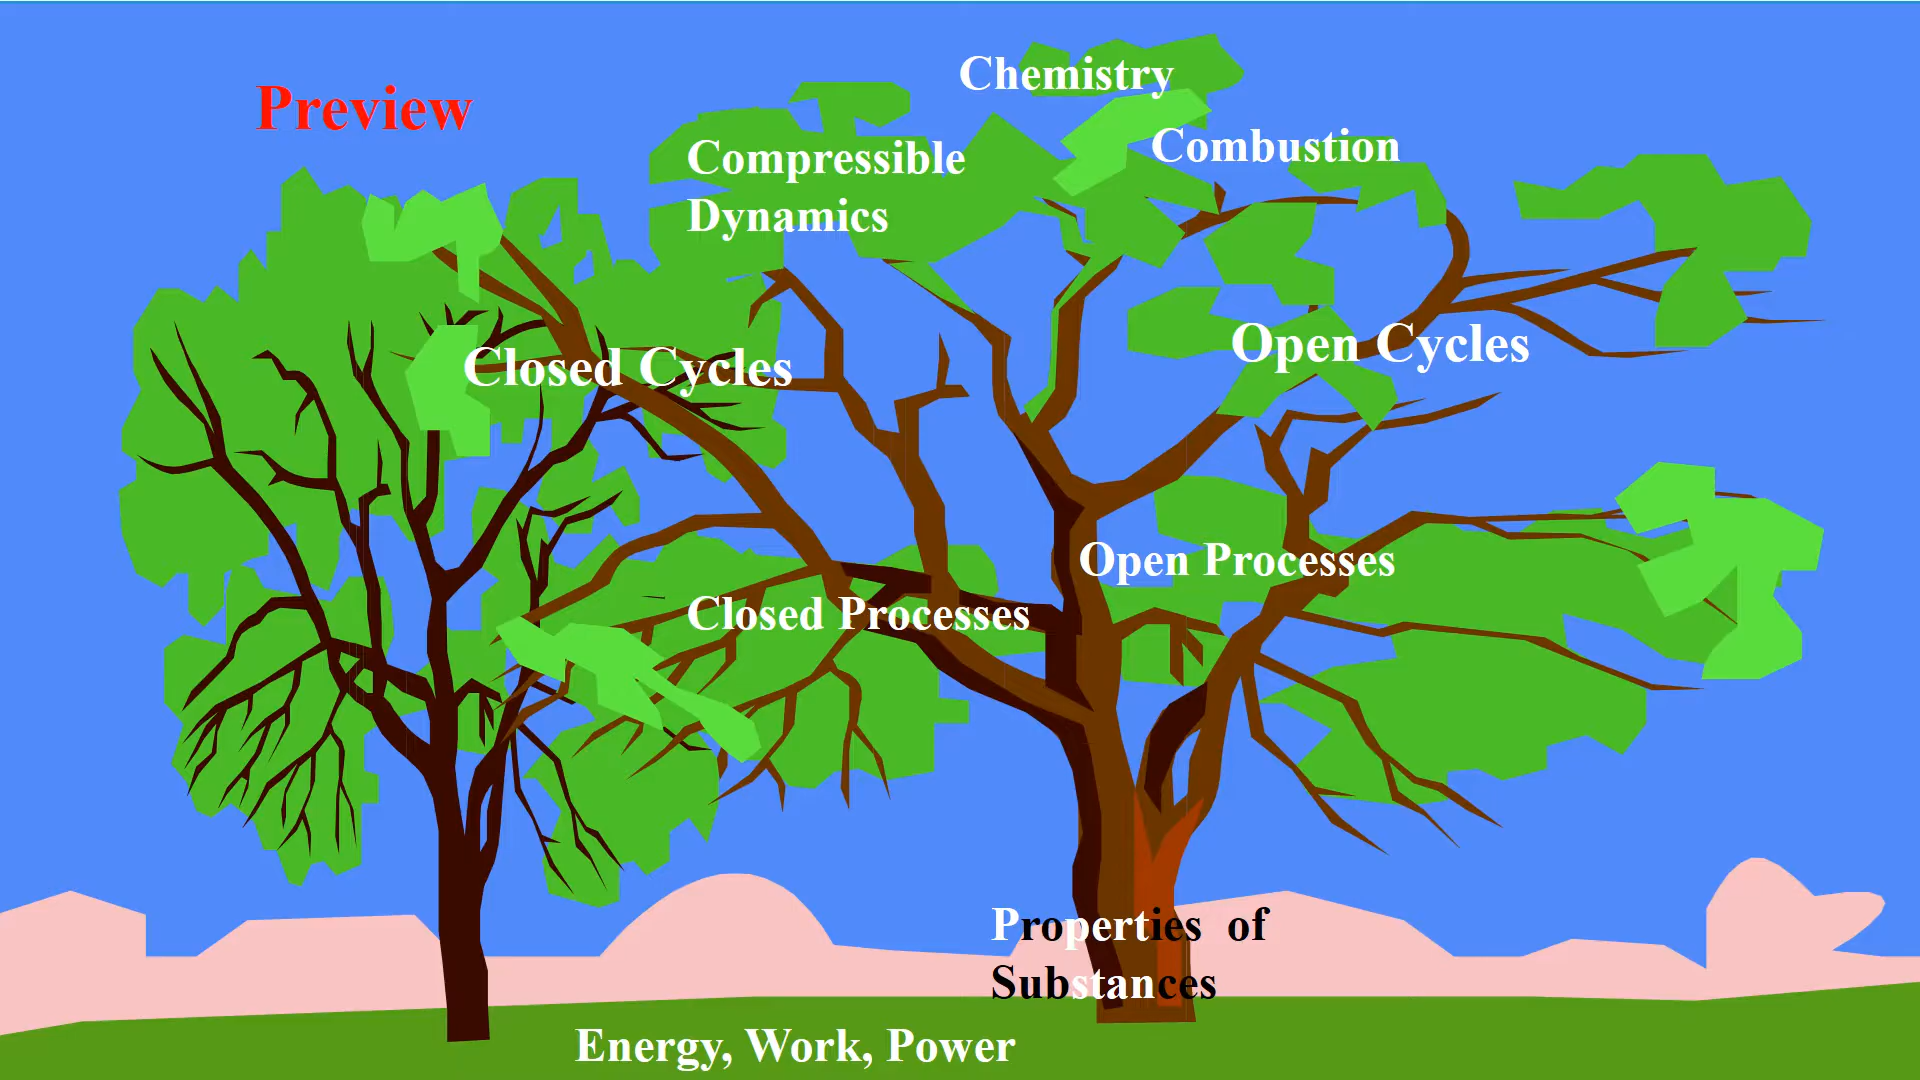 Preview
Chemistry
Combustion
Compressible
Dynamics
Open Cycles
Closed Cycles
Open Processes
Closed Processes
Properties of
Substances
Energy, Work, Power